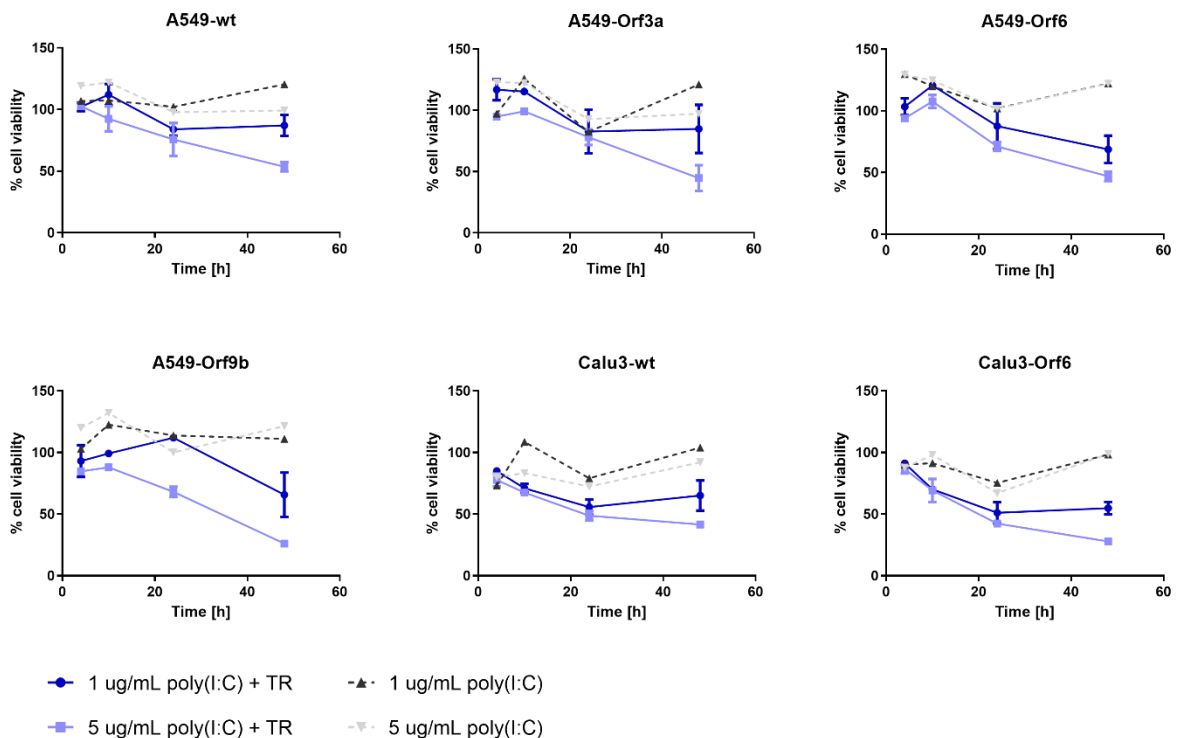 A549-wt
A549-Orf3a
A549-Orf6
150
100
50
0
% cell viability
0 20 40 60
Time [h]
150
100
50
0
% cell viability
0 20 40 60
Time [h]
150
100
50
0
% cell viability
0 20 40 60
Time [h]
A549-Orf9b
Calu3-wt
Calu3-Orf6
150
100
50
0
% cell viability
0 20 40 60
Time [h]
150
100
50
0
% cell viability
0 20 40 60
Time [h]
150
100
50
0
% cell viability
0 20 40 60
Time [h]
1 ug/mL poly(I:C) + TR
1 ug/mL poly(I:C)
5 ug/mL poly(I:C) + TR
5 ug/mL poly(I:C)